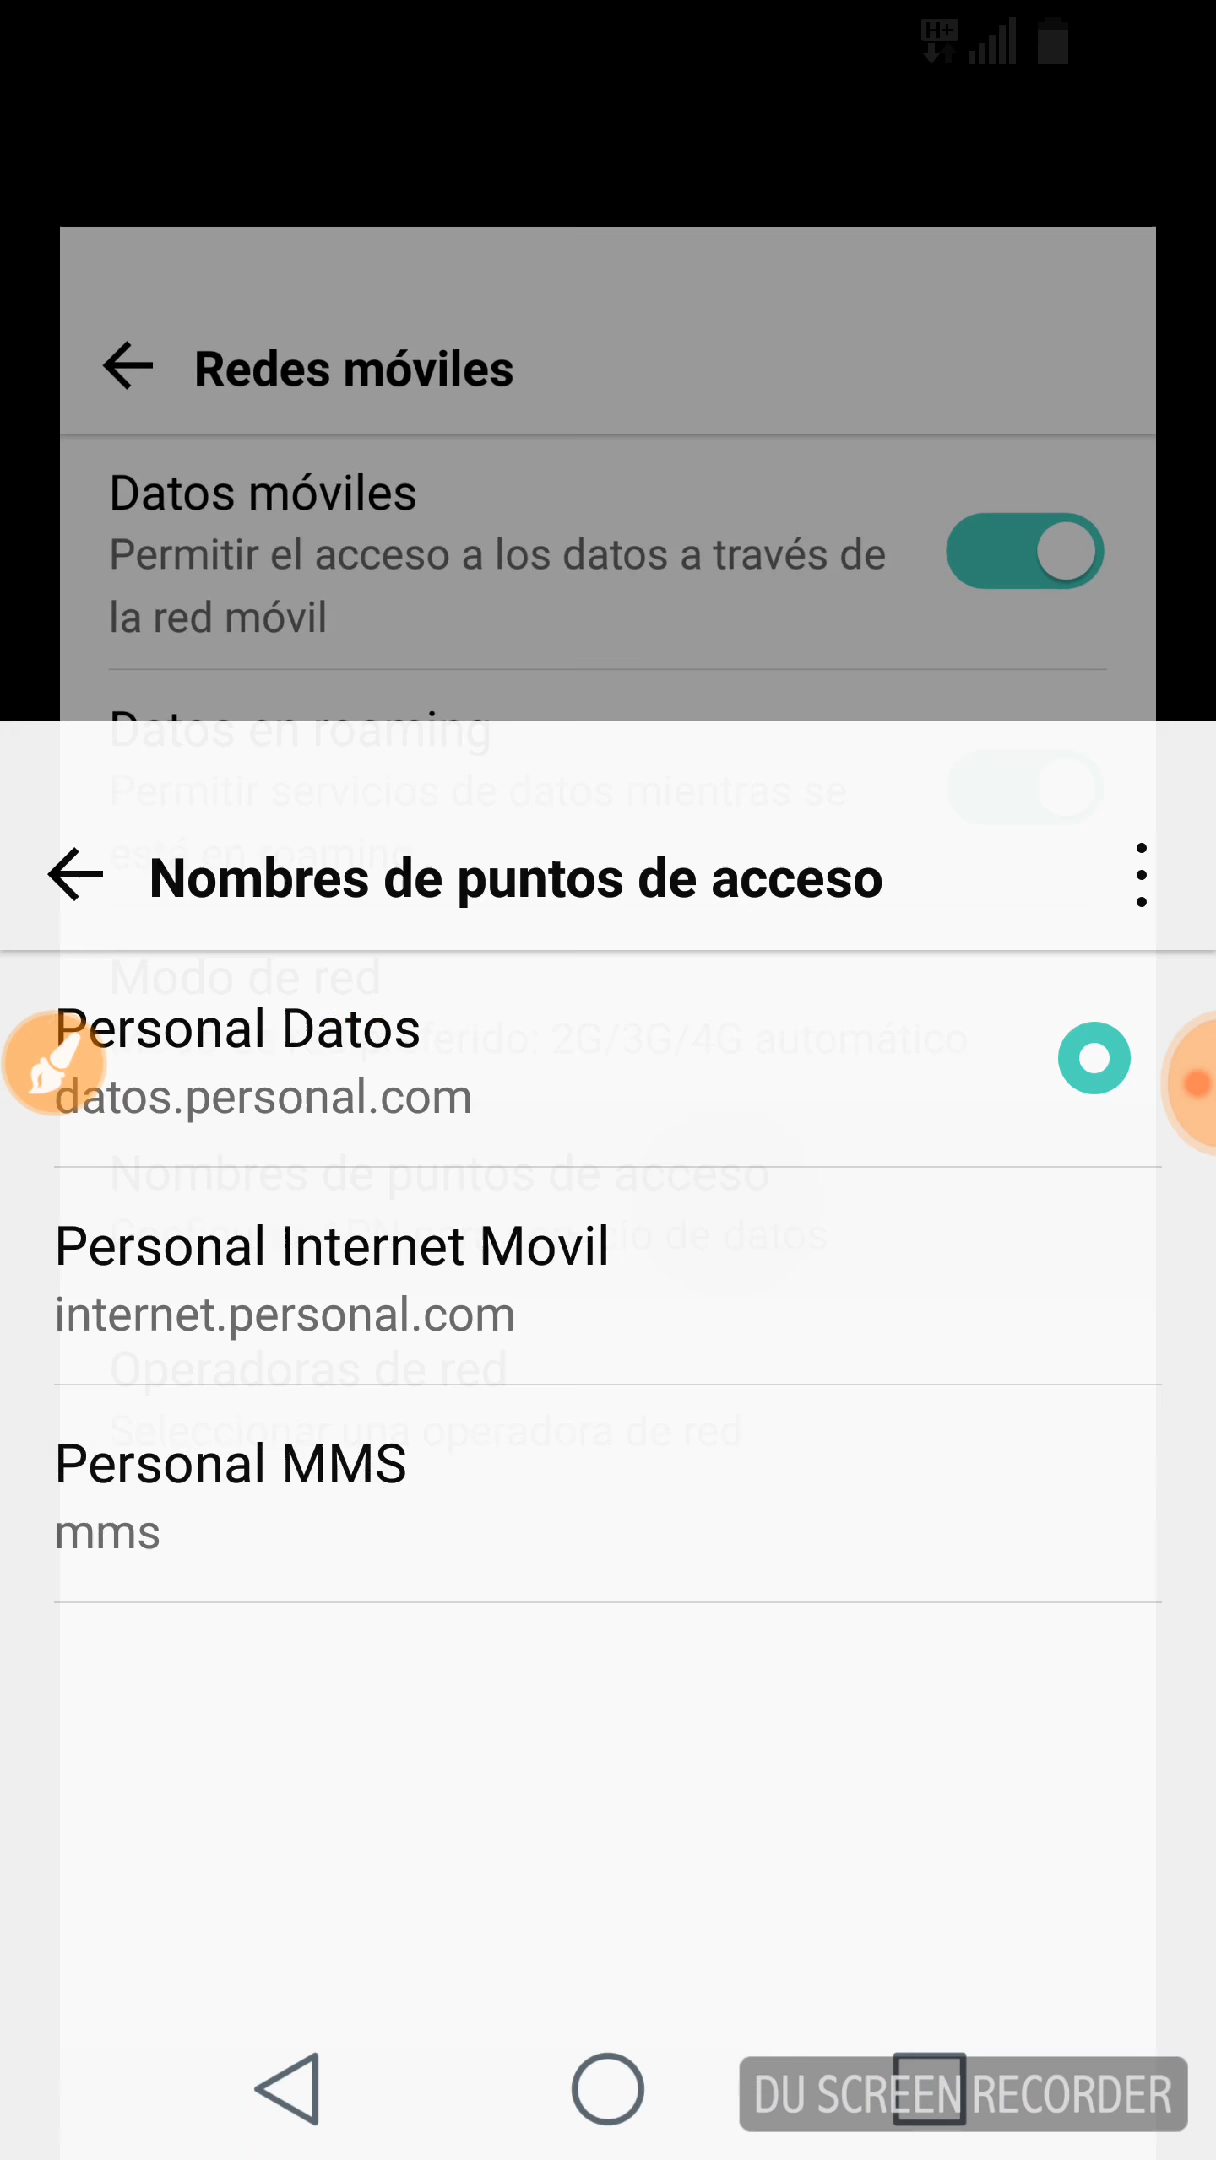 H+
Redes móviles
Datos móviles
Permitir el acceso a los datos a través de
la red móvil
Datos en roaming
Permitir servicios de datos mientras se
está en roaming
Nombres de puntos de acceso
Modo de red
Personal Datos
preferido: 2G/3G/4G automático
datos.personal.com
Nombres de puntos de acceso
de datos
Personal Internet Movil
internet.personal.com
Operadoras de red
Seleccionar una operadora de red
Personal MMS
mms
DU SCREEN RECORDER